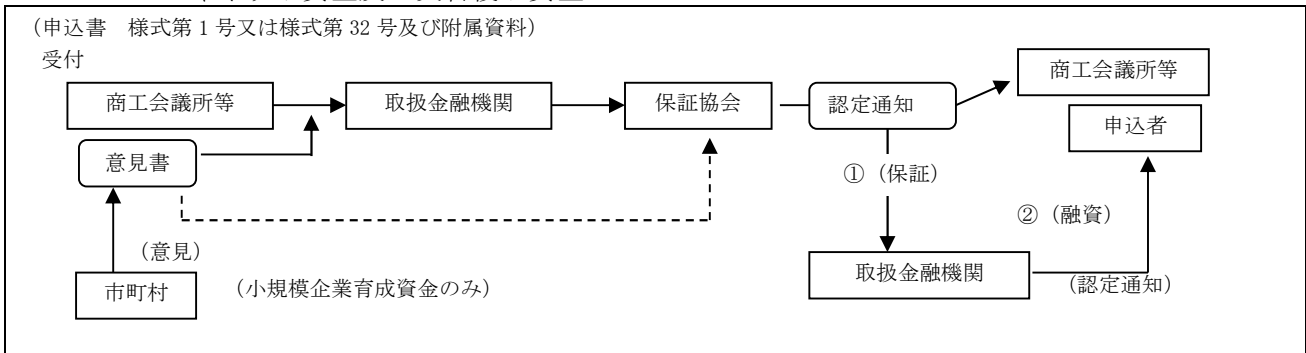 （申込書　様式第1号又は様式第32号及び附属資料）
受付
商工会議所等
取扱金融機関
保証協会
認定通知
商工会議所等
申込者
意見書
①（保証）
②（融資）
（意見）
市町村
（小規模企業育成資金のみ）
取扱金融機関
（認定通知）